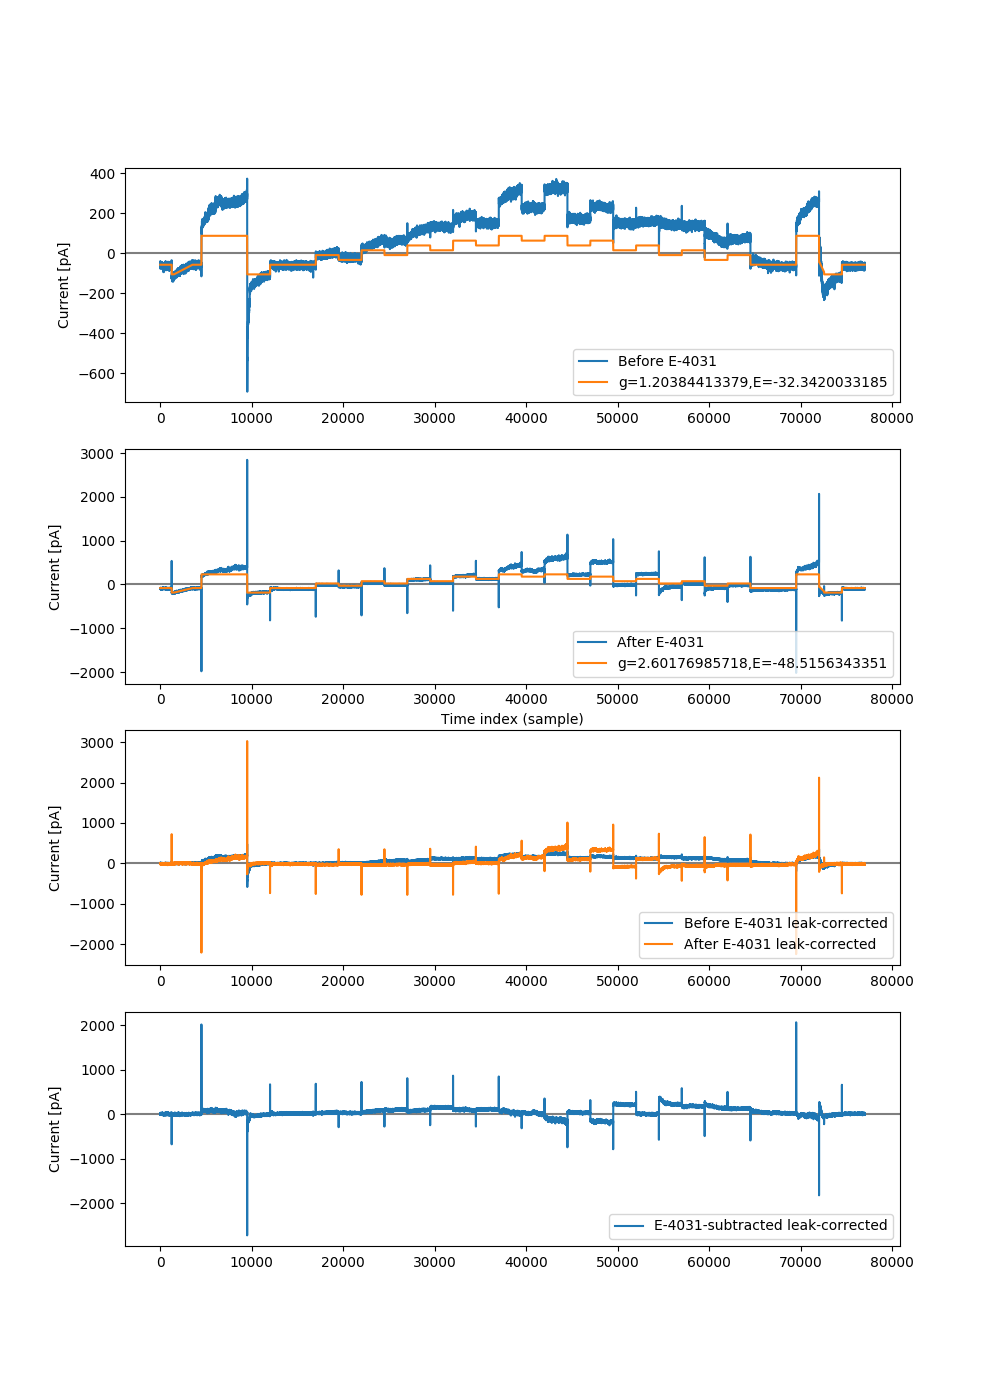 400
200
0
−200
−400
−600
Current [pA]
Before E-4031
g=1.20384413379,E=-32.3420033185
0 10000 20000 30000 40000 50000 60000 70000 80000
3000
2000
1000
0
−1000
−2000
Current [pA]
After E-4031
g=2.60176985718,E=-48.5156343351
0 10000 20000 30000 40000 50000 60000 70000 80000
Time index (sample)
3000
2000
1000
0
−1000
−2000
Current [pA]
Before E-4031 leak-corrected
After E-4031 leak-corrected
0 10000 20000 30000 40000 50000 60000 70000 80000
2000
1000
0
−1000
−2000
Current [pA]
E-4031-subtracted leak-corrected
0 10000 20000 30000 40000 50000 60000 70000 80000